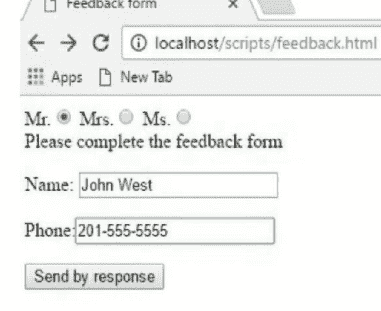 Feedback form ×
localhost/scripts/feedback.html
Apps New Tab
Mr. Mrs. Ms.
Please complete the feedback form
Name: John West
Phone: 201-555-5555
Send by response